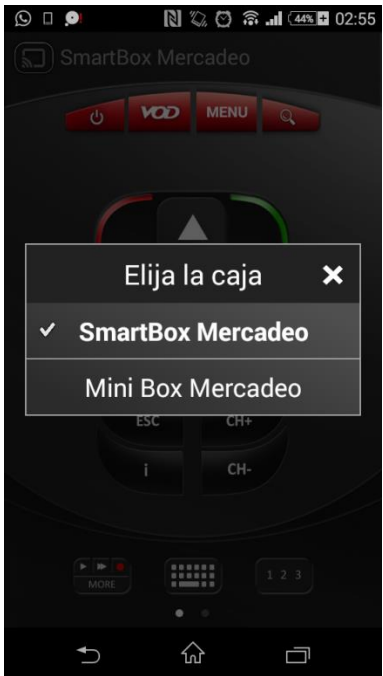 44% 02:55
SmartBox Mercadeo
VOD MENU
Elija la caja
SmartBox Mercadeo
Mini Box Mercadeo
ESC CH+
i CH-
MORE 1 2 3